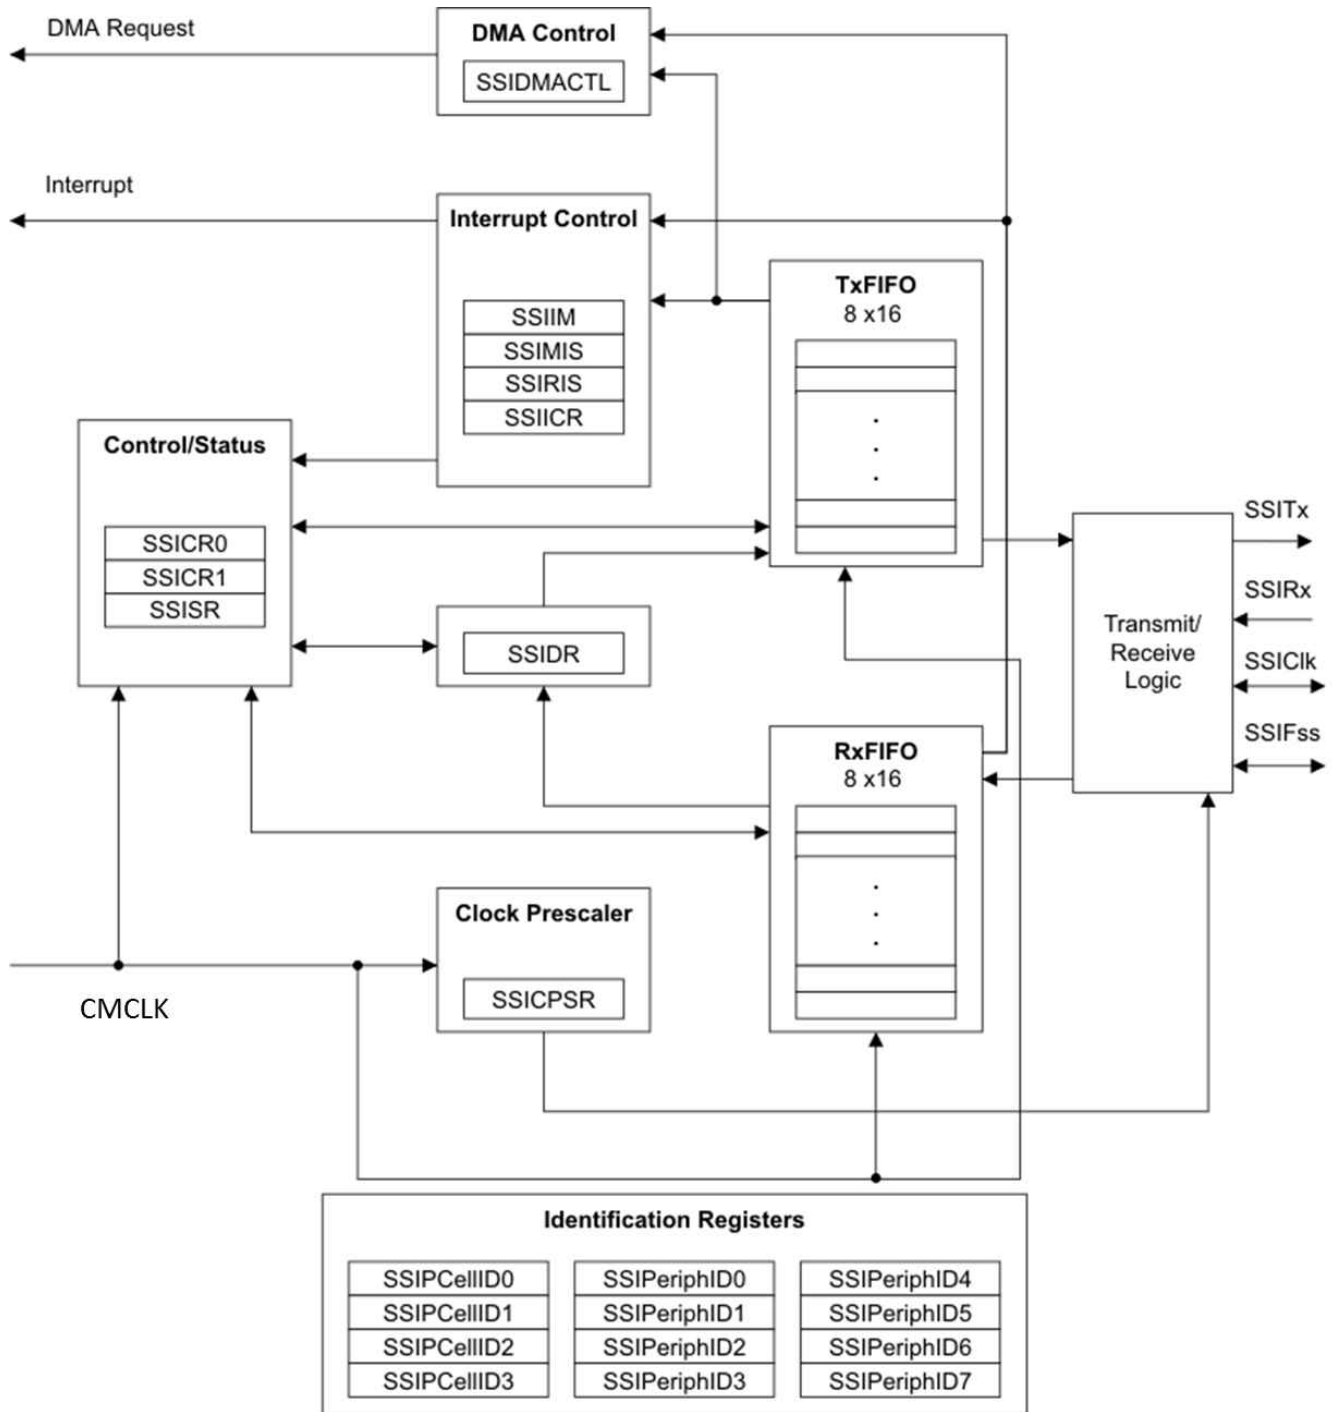 DMA Request
DMA Control
SSIDMACTL
Interrupt
Interrupt Control
SSIIM
SSIMIS
SSIRIS
SSIICR
TxFIFO
8 x16
Control/Status
SSICR0
SSICR1
SSISR
SSIDR
Transmit/
Receive
Logic
SSITx
SSIRx
SSIClk
SSIFss
RxFIFO
8 x16
Clock Prescaler
SSICPSR
CMCLK
Identification Registers
SSIPCellID0
SSIPCellID1
SSIPCellID2
SSIPCellID3
SSIPeriphID0
SSIPeriphID1
SSIPeriphID2
SSIPeriphID3
SSIPeriphID4
SSIPeriphID5
SSIPeriphID6
SSIPeriphID7